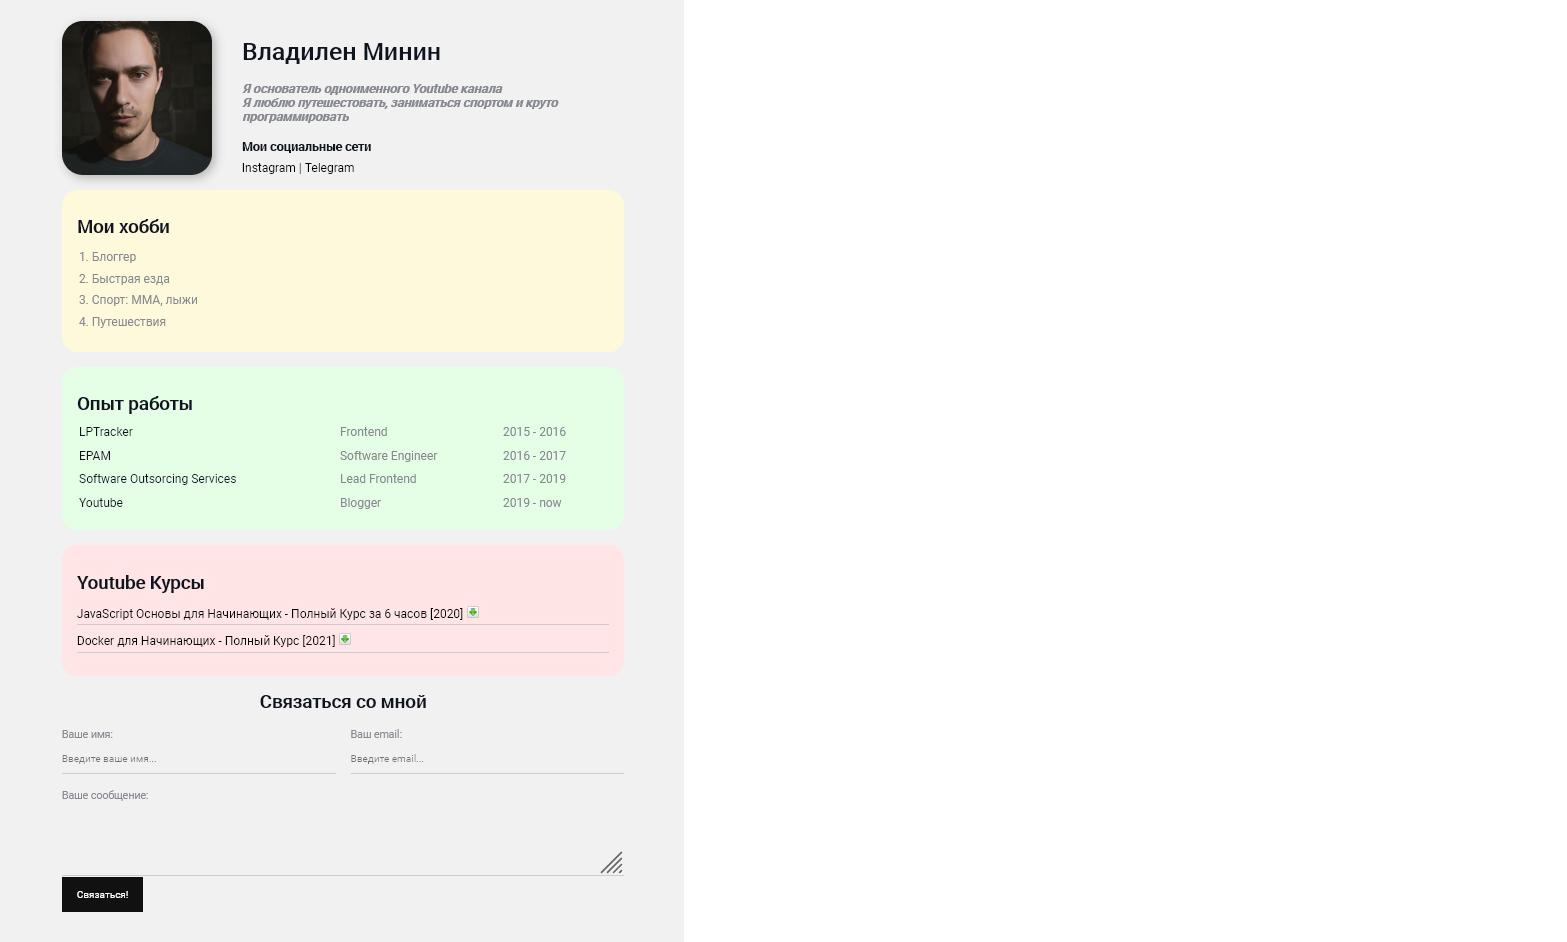 Владилен Минин
Я основатель одноименного Youtube канала
Я люблю путешестовать, заниматься спортом и круто
программировать
Мои социальные сети
Instagram | Telegram
Мои хобби
1. Блоггер
2. Быстрая езда
3. Спорт: ММА, лыжи
4. Путешествия
Опыт работы
LPTracker Frontend 2015 - 2016
EPAM Software Engineer 2016 - 2017
Software Outsorcing Services Lead Frontend 2017 - 2019
Youtube Blogger 2019 - now
Youtube Курсы
JavaScript Основы для Начинающих - Полный Курс за 6 часов [2020]
Docker для Начинающих - Полный Курс [2021]
Связаться со мной
Ваше имя: Ваш email:
Введите ваше имя... Введите email...
Ваше сообщение:
Связаться!